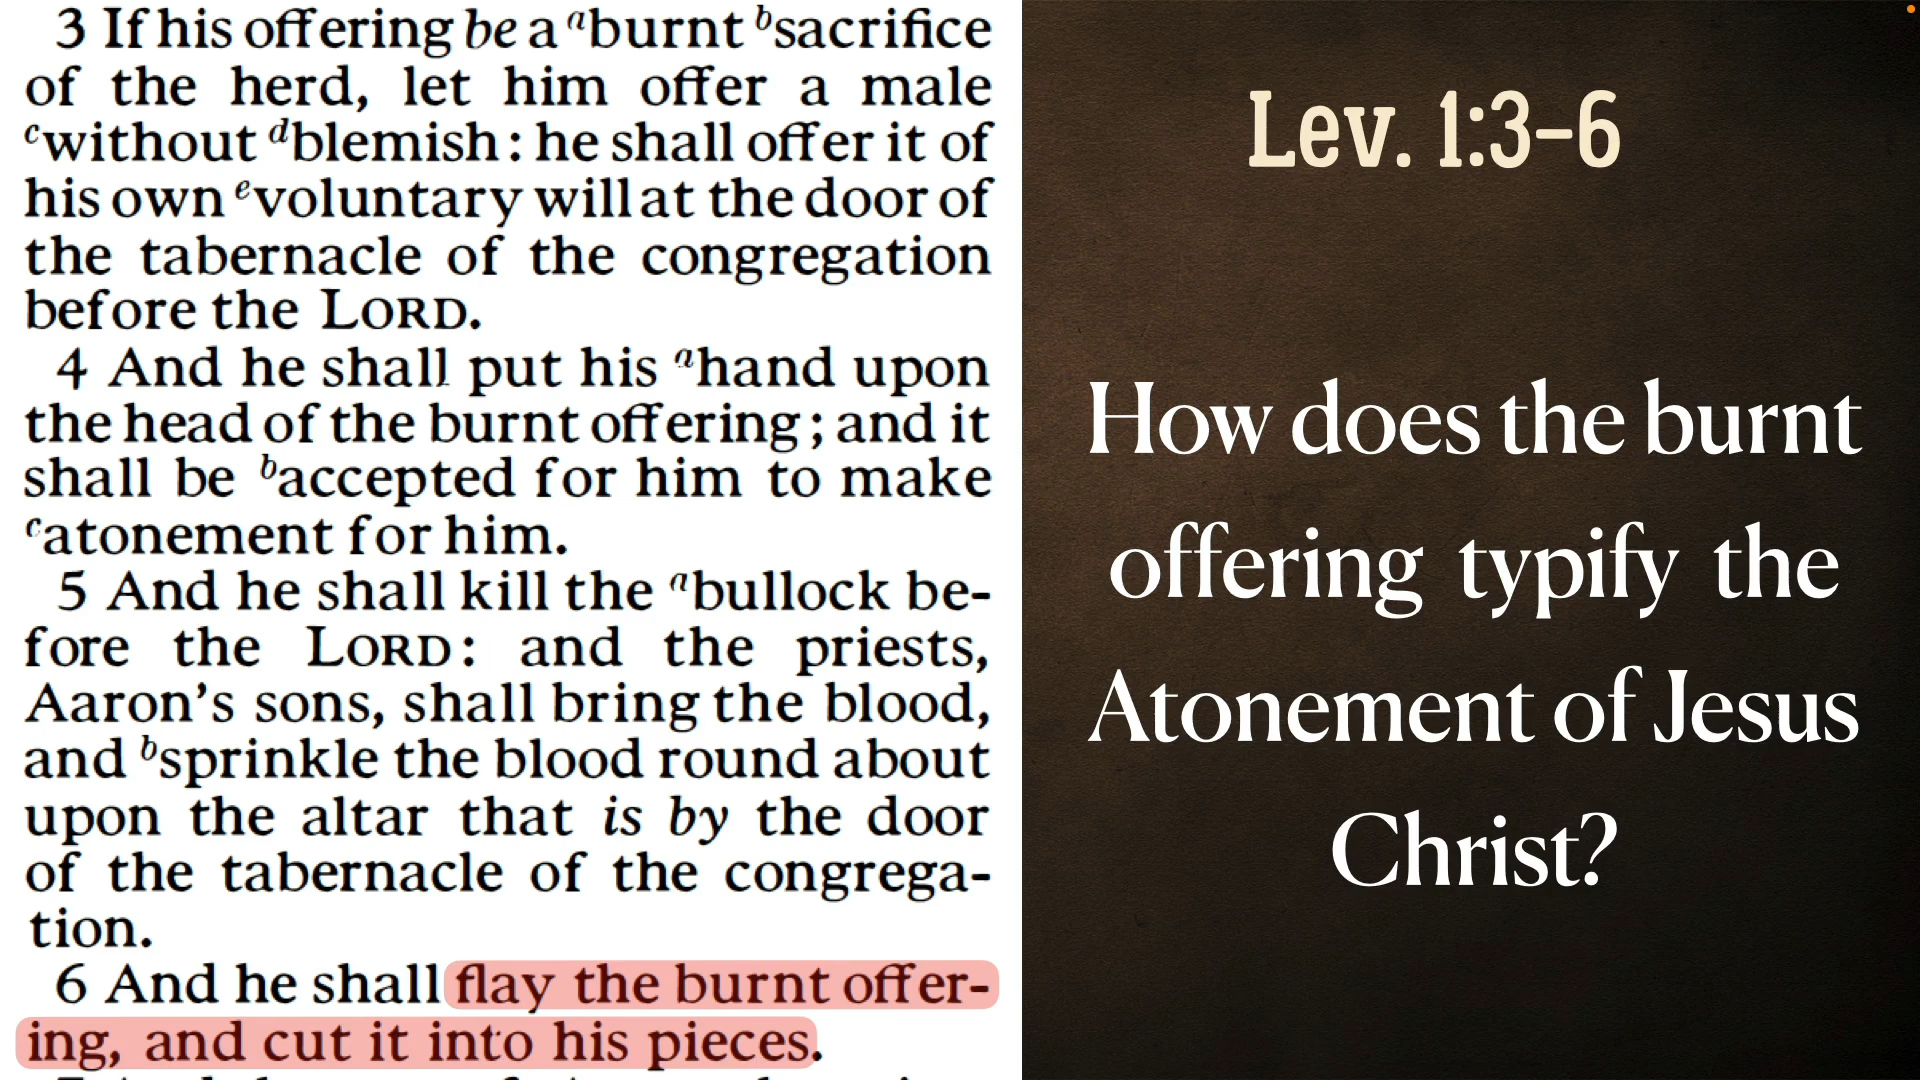 3 If his offering be a ᵃburnt ᵇsacrifice
of the herd, let him offer a male
ᶜwithout ᵈblemish: he shall offer it of
his own ᵉvoluntary will at the door of
the tabernacle of the congregation
before the LORD.
4 And he shall put his ᵃhand upon
the head of the burnt offering; and it
shall be ᵇaccepted for him to make
ᶜatonement for him.
5 And he shall kill the ᵃbullock be-
fore the LORD: and the priests,
Aaron’s sons, shall bring the blood,
and ᵇsprinkle the blood round about
upon the altar that is by the door
of the tabernacle of the congrega-
tion.
6 And he shall flay the burnt offer-
ing, and cut it into his pieces.
Lev. 1:3–6
How does the burnt
offering typify the
Atonement of Jesus
Christ?